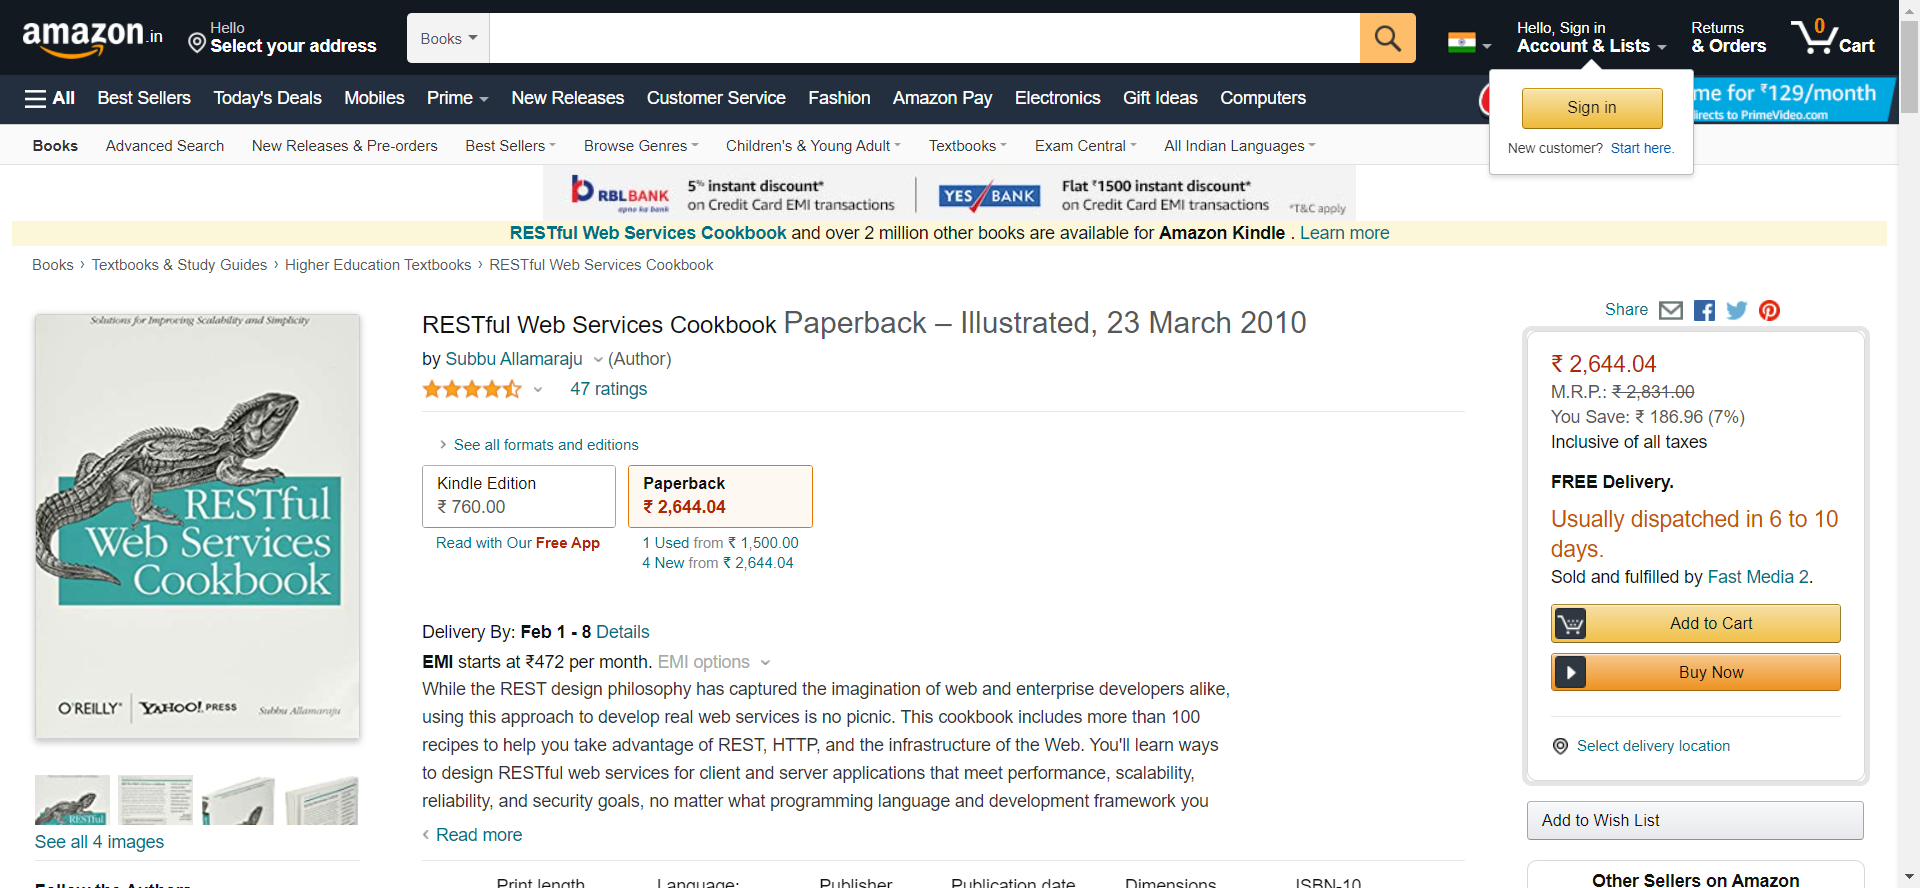 amazon.in
Hello
Select your address
Books
Hello, Sign in
Account & Lists
Returns
& Orders
0
Cart
All
Best Sellers
Today's Deals
Mobiles
Prime
New Releases
Customer Service
Fashion
Amazon Pay
Electronics
Gift Ideas
Computers
me for ₹129/month
irects to PrimeVideo.com
Sign in
New customer? Start here.
Books
Advanced Search
New Releases & Pre-orders
Best Sellers
Browse Genres
Children's & Young Adult
Textbooks
Exam Central
All Indian Languages
RBLBANK
apno ka bank
5% instant discount*
on Credit Card EMI transactions
YES BANK
Flat ₹1500 instant discount*
on Credit Card EMI transactions
*T&C apply
RESTful Web Services Cookbook and over 2 million other books are available for Amazon Kindle . Learn more
Books › Textbooks & Study Guides › Higher Education Textbooks › RESTful Web Services Cookbook
Solutions for Improving Scalability and Simplicity
RESTful
Web Services
Cookbook
O'REILLY® YAHOO! PRESS Subbu Allamaraju
RESTful
See all 4 images
RESTful Web Services Cookbook Paperback – Illustrated, 23 March 2010
by Subbu Allamaraju (Author)
47 ratings
See all formats and editions
Kindle Edition
₹ 760.00
Read with Our Free App
Paperback
₹ 2,644.04
1 Used from ₹ 1,500.00
4 New from ₹ 2,644.04
Delivery By: Feb 1 - 8 Details
EMI starts at ₹472 per month. EMI options
While the REST design philosophy has captured the imagination of web and enterprise developers alike,
using this approach to develop real web services is no picnic. This cookbook includes more than 100
recipes to help you take advantage of REST, HTTP, and the infrastructure of the Web. You'll learn ways
to design RESTful web services for client and server applications that meet performance, scalability,
reliability, and security goals, no matter what programming language and development framework you
Read more
Print length
Language:
Publisher
Publication date
Dimensions
ISBN-10
Share
₹ 2,644.04
M.R.P.: ₹ 2,831.00
You Save: ₹ 186.96 (7%)
Inclusive of all taxes
FREE Delivery.
Usually dispatched in 6 to 10
days.
Sold and fulfilled by Fast Media 2.
Add to Cart
Buy Now
Select delivery location
Add to Wish List
Other Sellers on Amazon
Follow the Authors